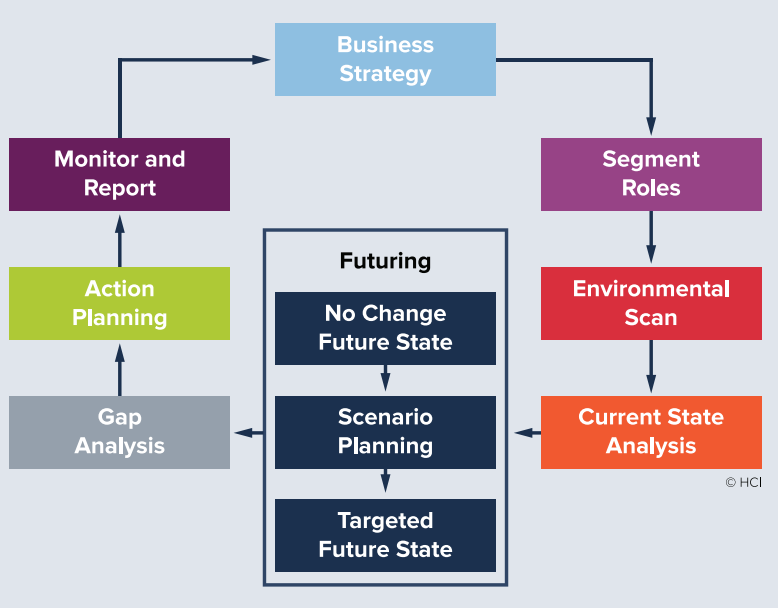 Business
Strategy
Segment
Roles
Environmental
Scan
Current State
Analysis
© HCI
Futuring
No Change
Future State
Scenario
Planning
Targeted
Future State
Gap
Analysis
Action
Planning
Monitor and
Report